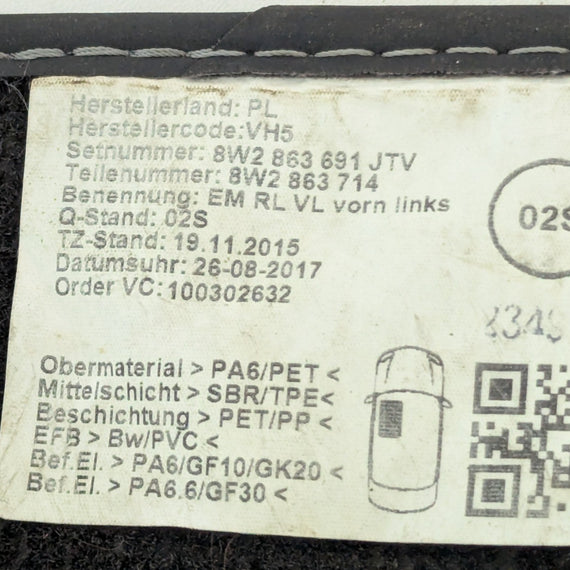 Herstellerland: PL
Herstellercode:VH5
Setnummer: 8W2 863 691 JTV
Teilenummer: 8W2 863 714
Benennung: EM RL VL vorn links
Q-Stand: 02S
02S
TZ-Stand: 19.11.2015
Datumsuhr: 26-08-2017
Order VC: 100302632
Obermaterial > PA6/PET <
Mittelschicht > SBR/TPE<
Beschichtung > PET/PP <
EFB > Bw/PVC <
Bef.El. > PA6/GF10/GK20 <
Bef.El. > PA6.6/GF30 <